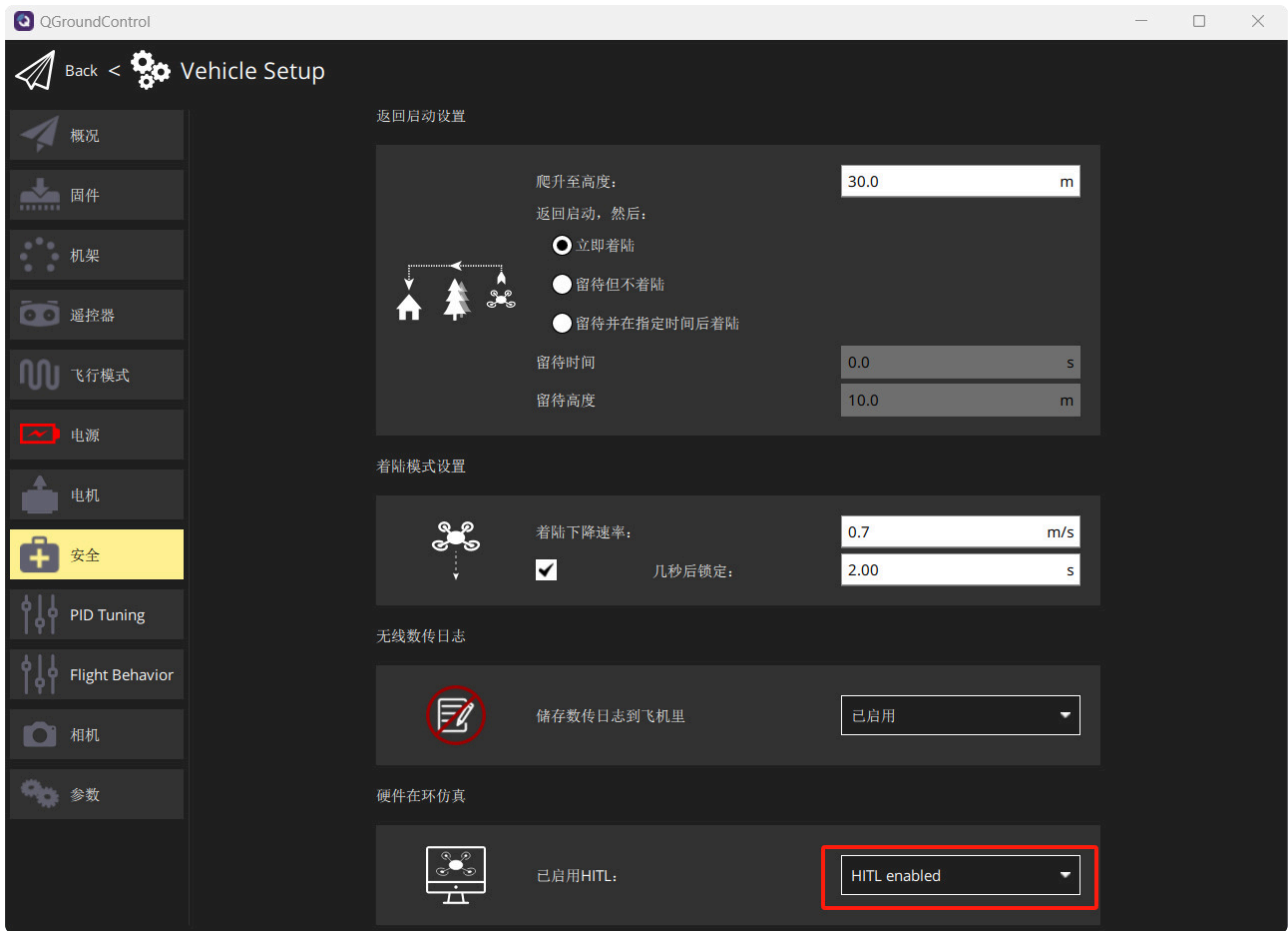 QGroundControl
Back < Vehicle Setup
概况
固件
机架
遥控器
飞行模式
电源
电机
安全
PID Tuning
Flight Behavior
相机
参数
返回启动设置
爬升至高度： 30.0 m
返回启动，然后：
立即着陆
留待但不着陆
留待并在指定时间后着陆
留待时间 0.0 s
留待高度 10.0 m
着陆模式设置
着陆下降速率： 0.7 m/s
几秒后锁定： 2.00 s
无线数传日志
储存数传日志到飞机里 已启用
硬件在环仿真
已启用HITL： HITL enabled